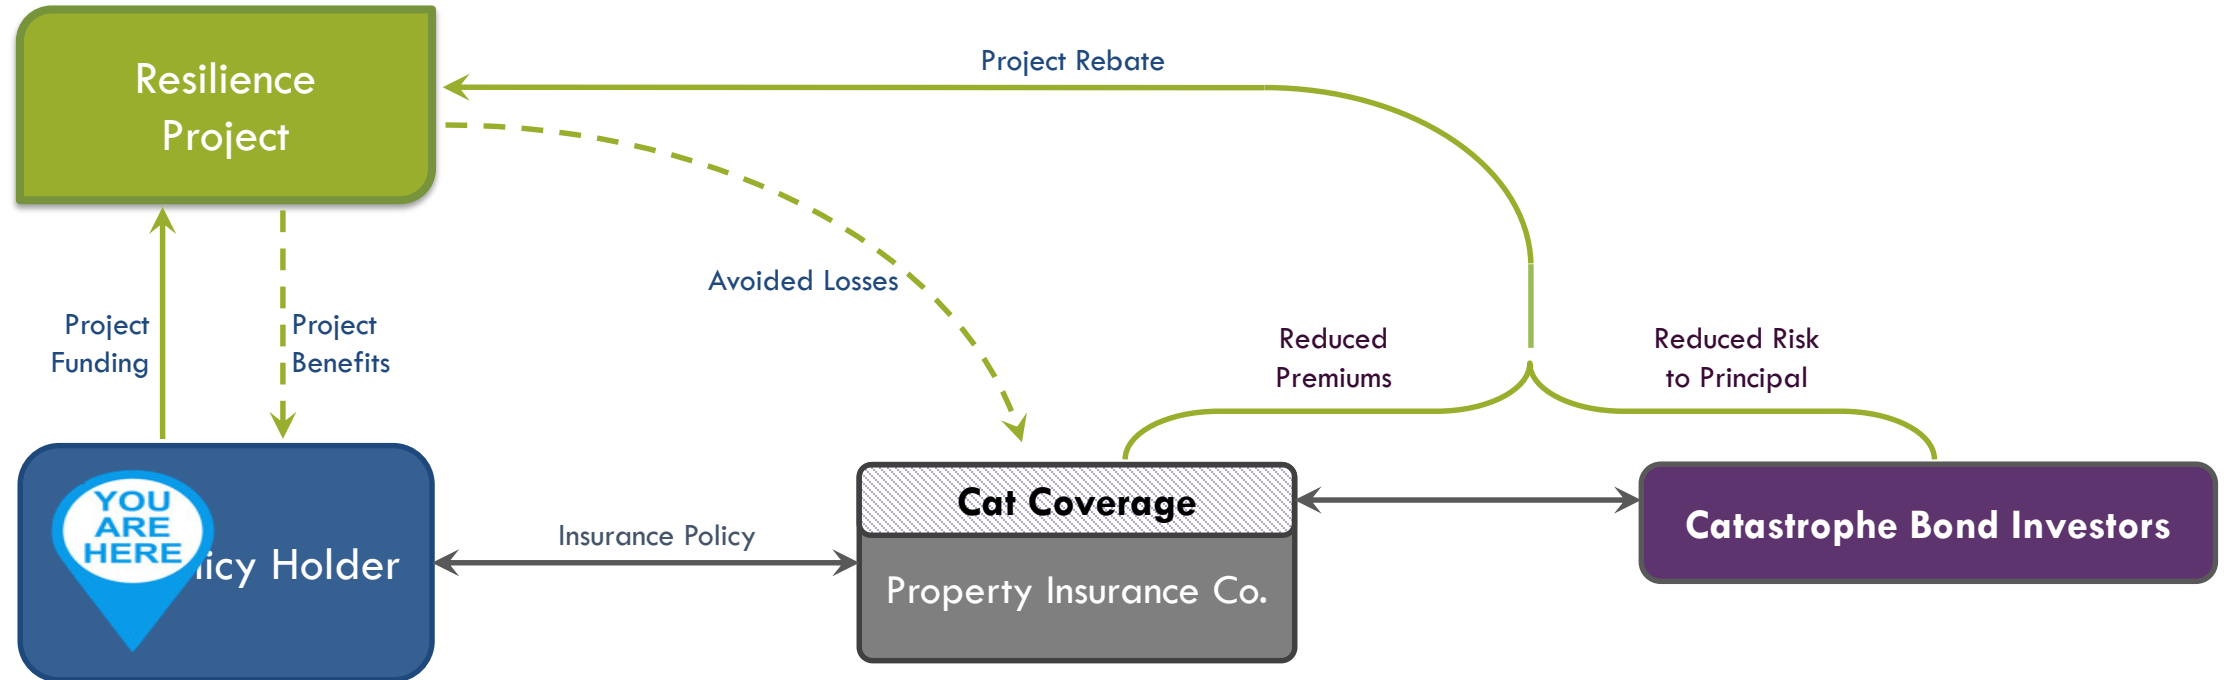 Resilience
Project
Project Rebate
Avoided Losses
Project
Funding
Project
Benefits
Reduced
Premiums
Reduced Risk
to Principal
YOU
ARE
HERE
licy Holder
Insurance Policy
Cat Coverage
Property Insurance Co.
Catastrophe Bond Investors